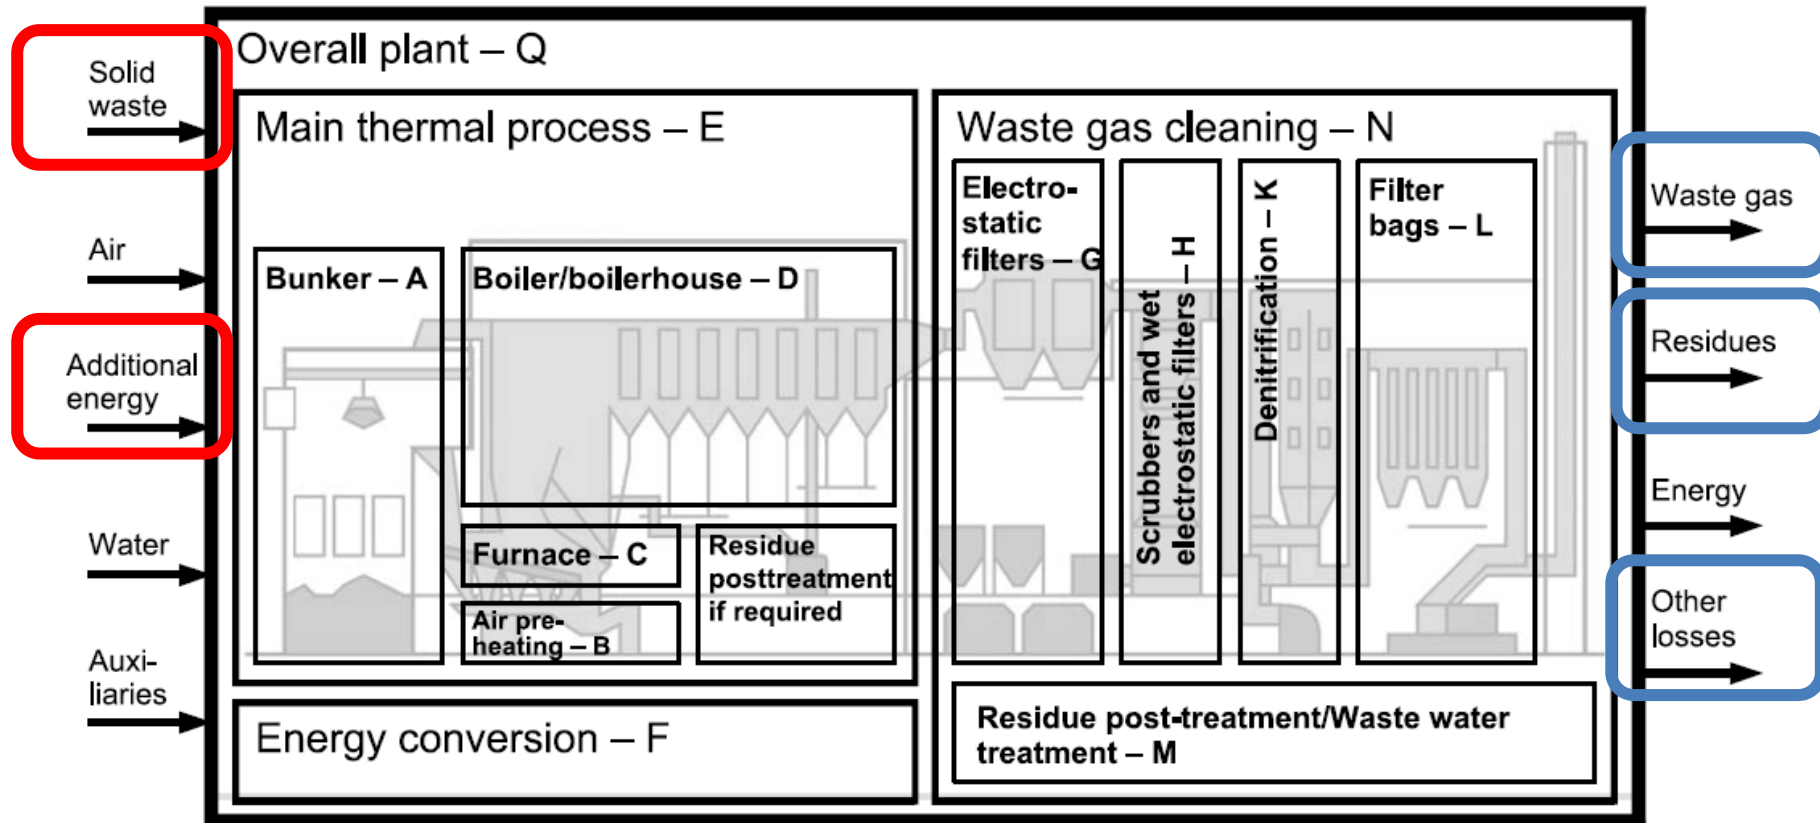 Overall plant – Q
Solid
waste
Air
Additional
energy
Water
Auxi-
liaries
Main thermal process – E
Bunker – A
Boiler/boilerhouse – D
Furnace – C
Air pre-
heating – B
Residue
posttreatment
if required
Energy conversion – F
Waste gas cleaning – N
Electro-
static
filters – G
Scrubbers and wet
electrostatic filters – H
Denitrification – K
Filter
bags – L
Residue post-treatment/Waste water
treatment – M
Waste gas
Residues
Energy
Other
losses